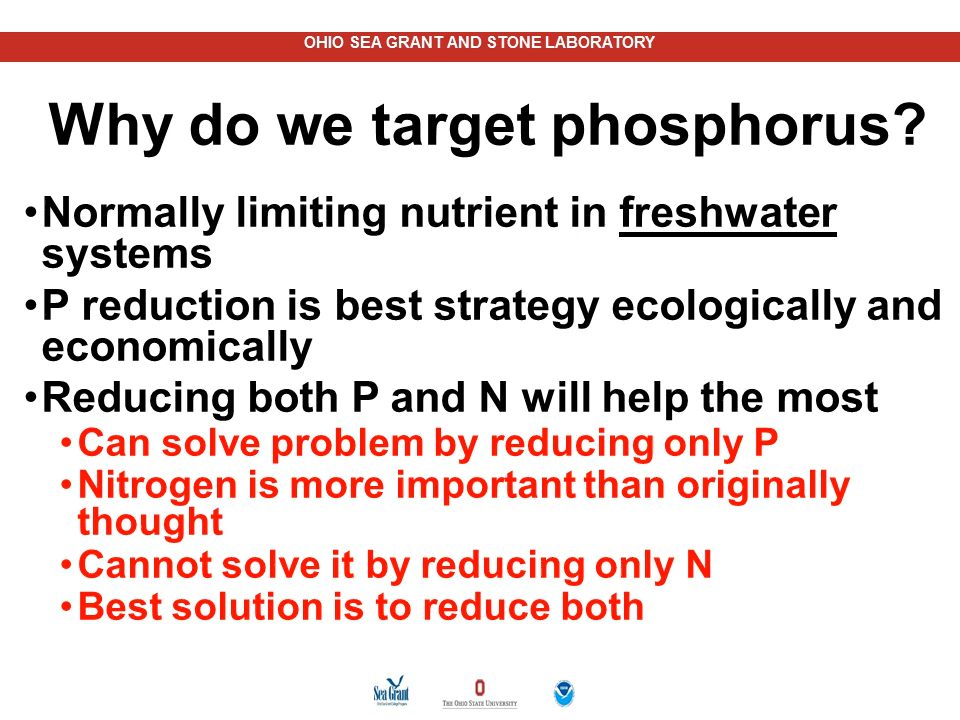 OHIO SEA GRANT AND STONE LABORATORY
Why do we target phosphorus?
•Normally limiting nutrient in freshwater
systems
•P reduction is best strategy ecologically and
economically
•Reducing both P and N will help the most
•Can solve problem by reducing only P
•Nitrogen is more important than originally
thought
•Cannot solve it by reducing only N
•Best solution is to reduce both
Sea Grant
THE OHIO STATE UNIVERSITY